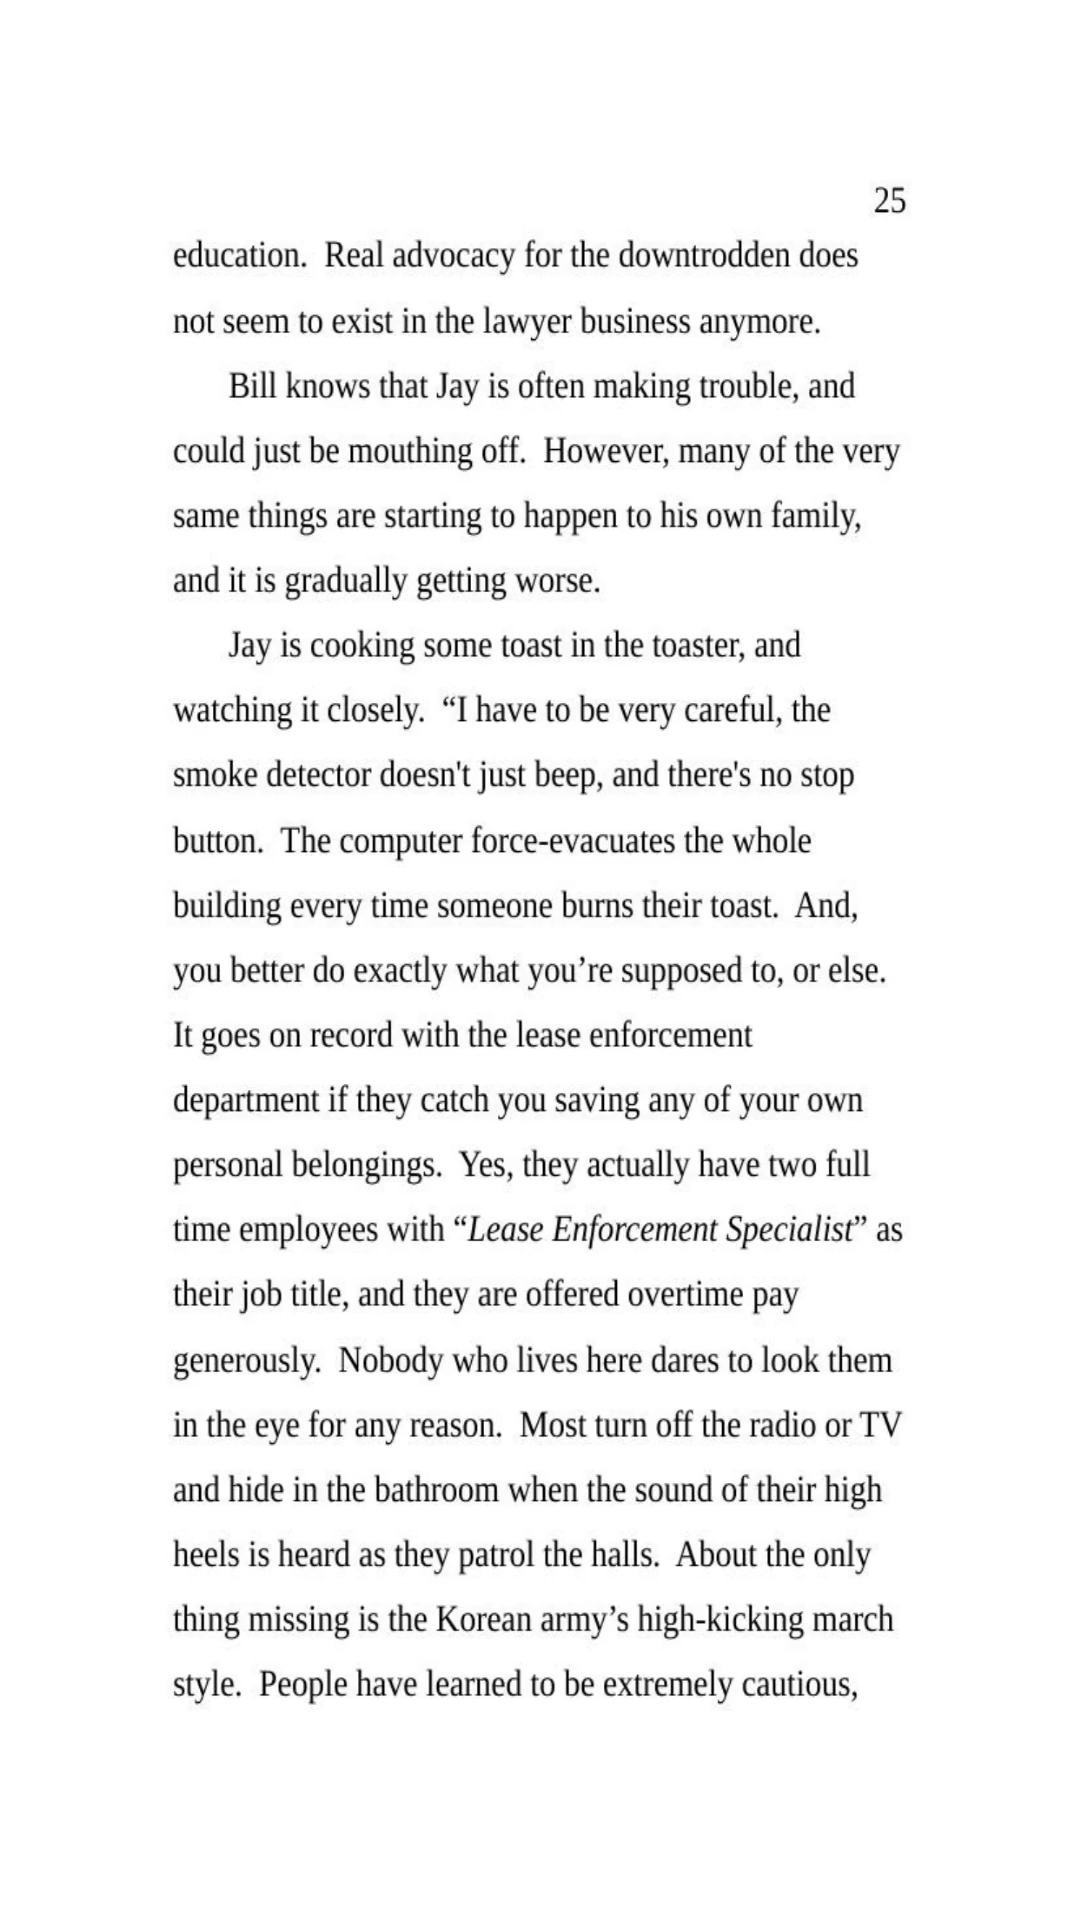 25
education.  Real advocacy for the downtrodden does
not seem to exist in the lawyer business anymore.
Bill knows that Jay is often making trouble, and
could just be mouthing off.  However, many of the very
same things are starting to happen to his own family,
and it is gradually getting worse.
Jay is cooking some toast in the toaster, and
watching it closely.  “I have to be very careful, the
smoke detector doesn't just beep, and there's no stop
button.  The computer force-evacuates the whole
building every time someone burns their toast.  And,
you better do exactly what you’re supposed to, or else.
It goes on record with the lease enforcement
department if they catch you saving any of your own
personal belongings.  Yes, they actually have two full
time employees with “Lease Enforcement Specialist” as
their job title, and they are offered overtime pay
generously.  Nobody who lives here dares to look them
in the eye for any reason.  Most turn off the radio or TV
and hide in the bathroom when the sound of their high
heels is heard as they patrol the halls.  About the only
thing missing is the Korean army’s high-kicking march
style.  People have learned to be extremely cautious,